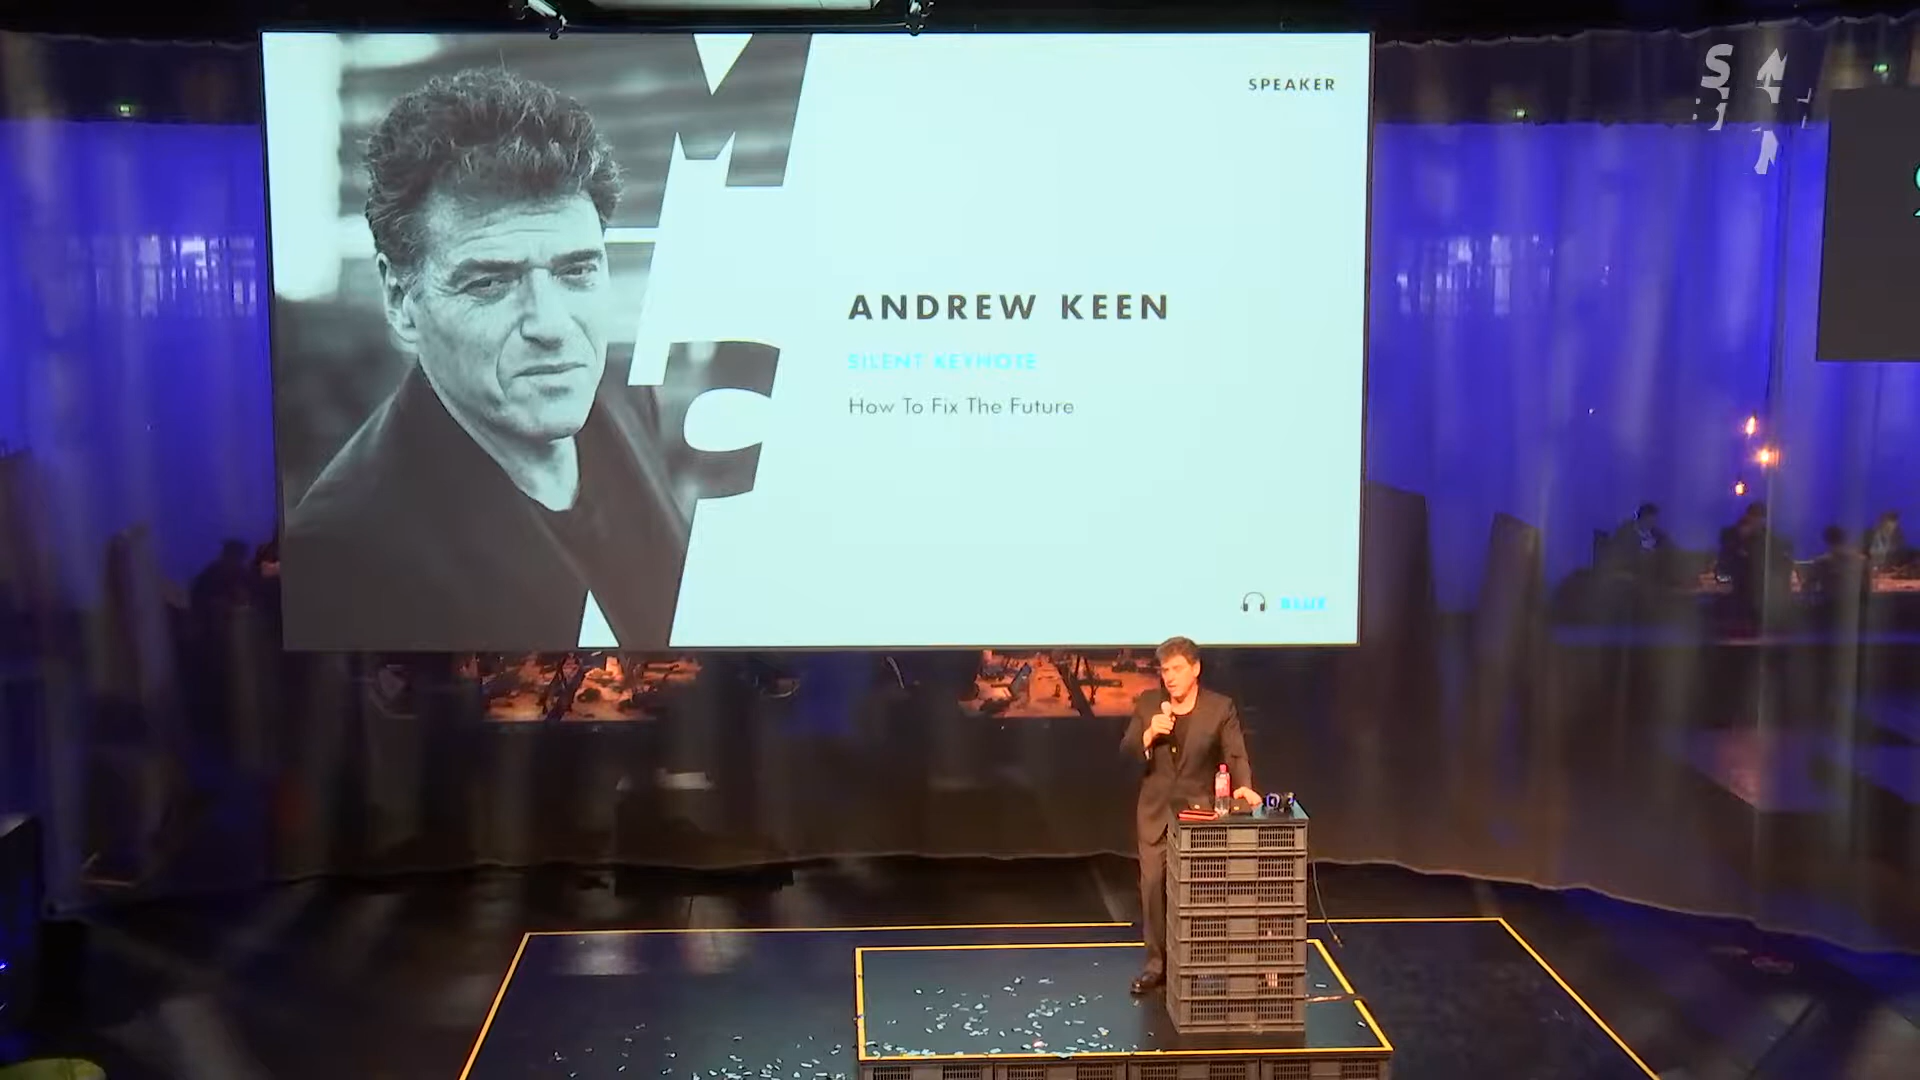 SPEAKER
ANDREW KEEN
SILENT KEYNOTE
How To Fix The Future
BLUE